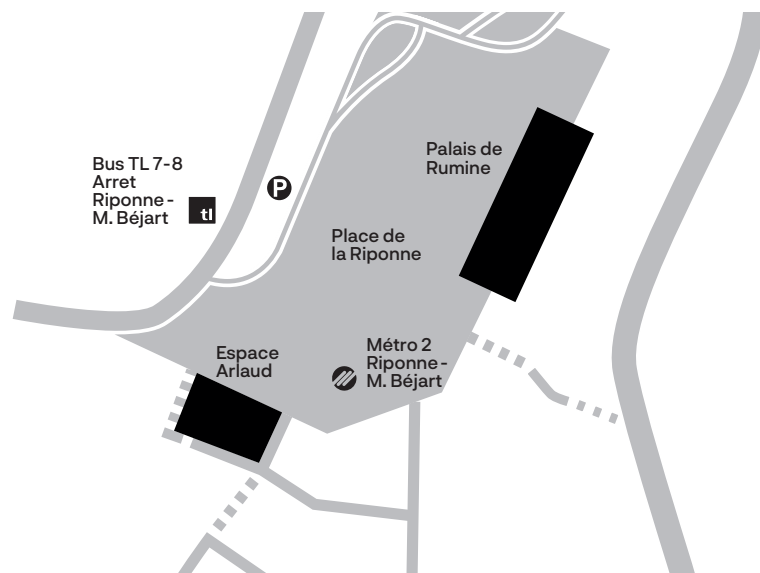 Palais de
Rumine
Bus TL 7-8
Arret
Riponne-
M. Béjart
tl
P
Place de
la Riponne
Métro 2
Riponne-
M. Béjart
Espace
Arlaud